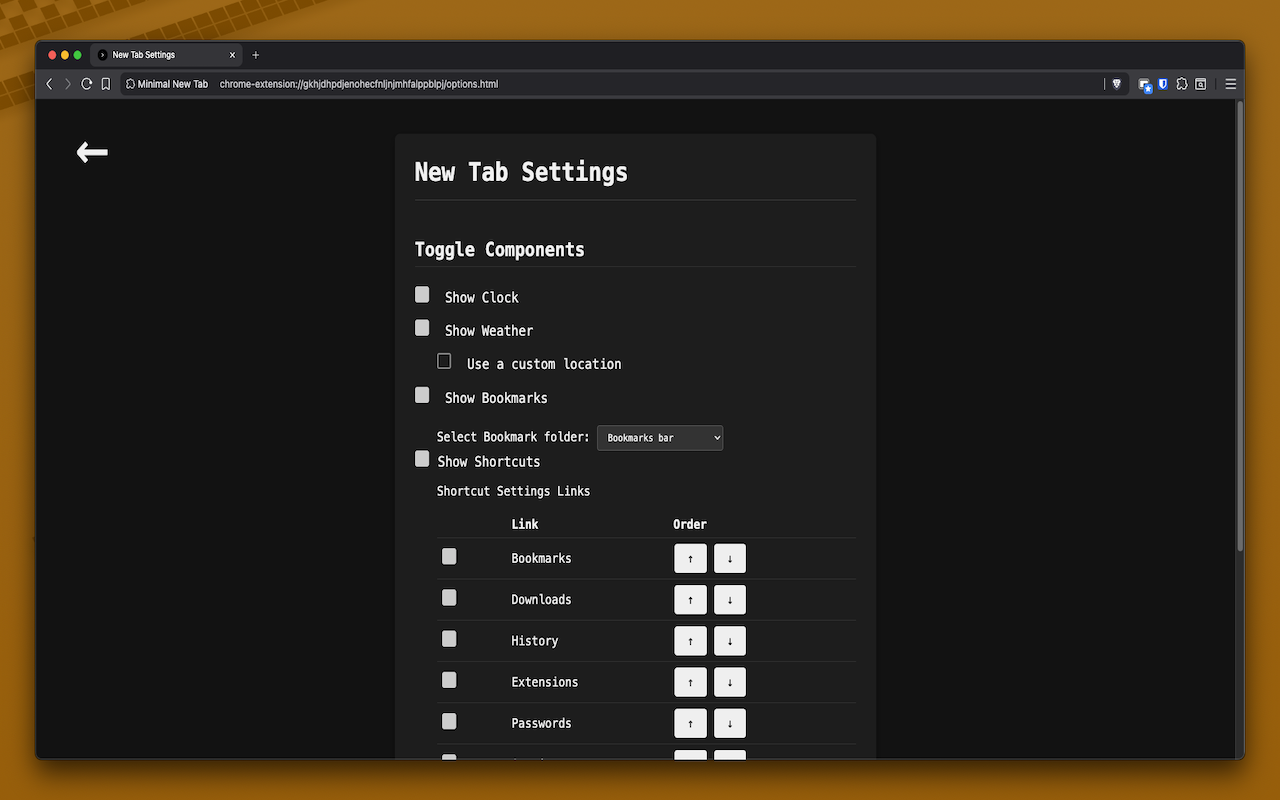 New Tab Settings
Minimal New Tab chrome-extension://gkhjdhpdjenohecfnljnjmhfalppblpj/options.html
New Tab Settings
Toggle Components
Show Clock
Show Weather
Use a custom location
Show Bookmarks
Select Bookmark folder: Bookmarks bar
Show Shortcuts
Shortcut Settings Links
Link Order
Bookmarks ↑ ↓
Downloads ↑ ↓
History ↑ ↓
Extensions ↑ ↓
Passwords ↑ ↓